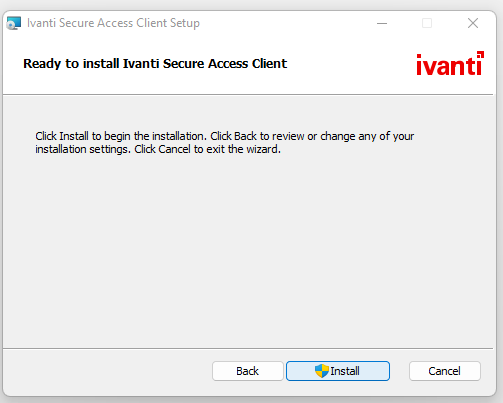 Ivanti Secure Access Client Setup
Ready to install Ivanti Secure Access Client
ivanti
Click Install to begin the installation. Click Back to review or change any of your
installation settings. Click Cancel to exit the wizard.
Back
Install
Cancel